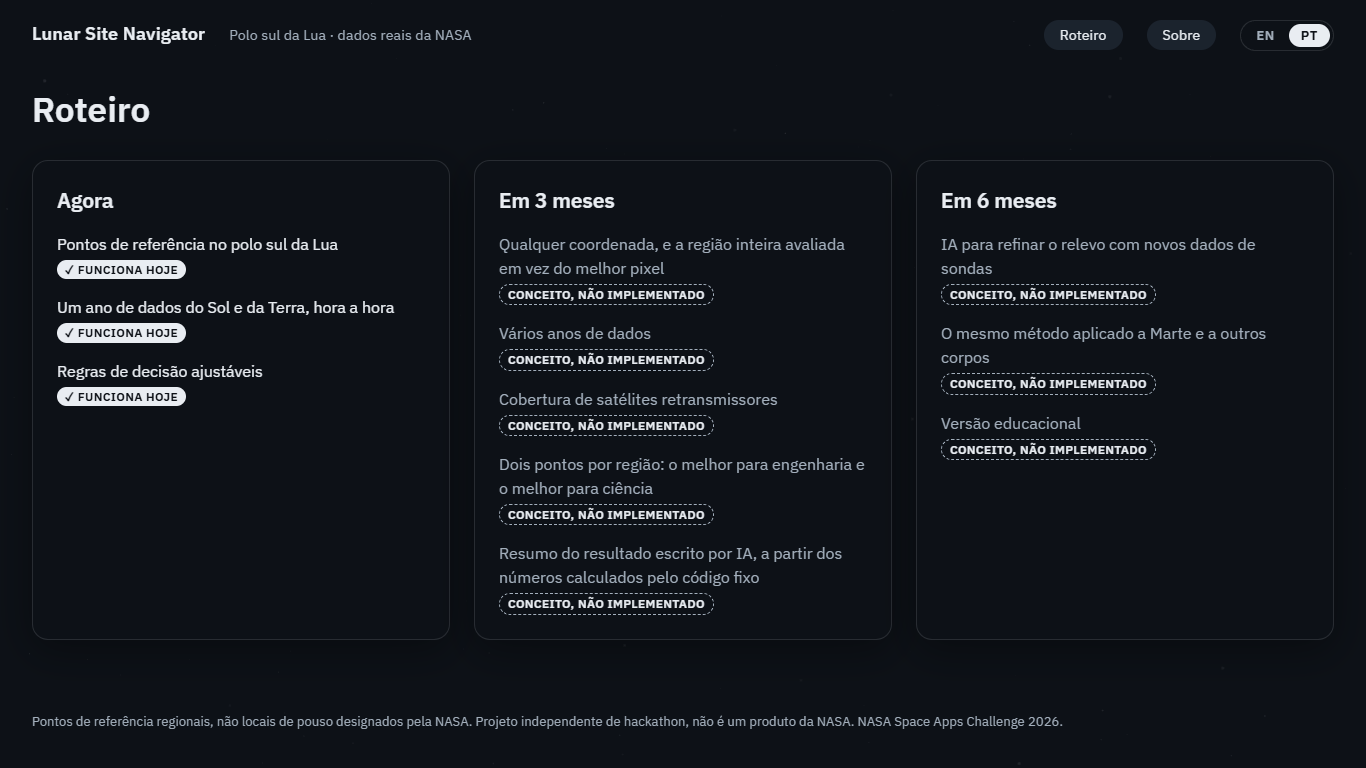 Lunar Site Navigator
Polo sul da Lua · dados reais da NASA
Roteiro
Sobre
EN
PT
Roteiro
Agora
Pontos de referência no polo sul da Lua
✓ FUNCIONA HOJE
Um ano de dados do Sol e da Terra, hora a hora
✓ FUNCIONA HOJE
Regras de decisão ajustáveis
✓ FUNCIONA HOJE
Em 3 meses
Qualquer coordenada, e a região inteira avaliada
em vez do melhor pixel
CONCEITO, NÃO IMPLEMENTADO
Vários anos de dados
CONCEITO, NÃO IMPLEMENTADO
Cobertura de satélites retransmissores
CONCEITO, NÃO IMPLEMENTADO
Dois pontos por região: o melhor para engenharia e
o melhor para ciência
CONCEITO, NÃO IMPLEMENTADO
Resumo do resultado escrito por IA, a partir dos
números calculados pelo código fixo
CONCEITO, NÃO IMPLEMENTADO
Em 6 meses
IA para refinar o relevo com novos dados de
sondas
CONCEITO, NÃO IMPLEMENTADO
O mesmo método aplicado a Marte e a outros
corpos
CONCEITO, NÃO IMPLEMENTADO
Versão educacional
CONCEITO, NÃO IMPLEMENTADO
Pontos de referência regionais, não locais de pouso designados pela NASA. Projeto independente de hackathon, não é um produto da NASA. NASA Space Apps Challenge 2026.